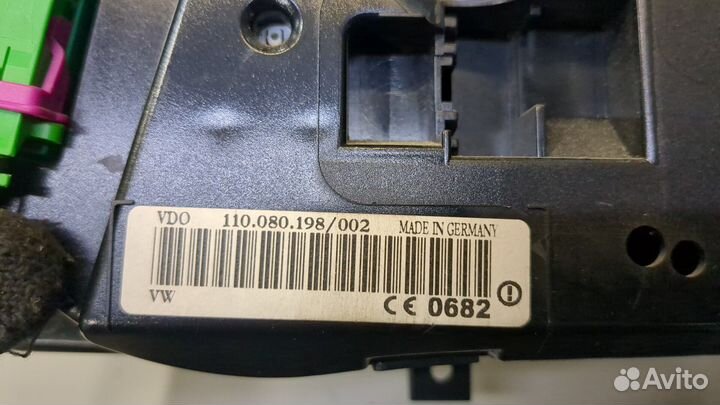 VDO 110.080.198/002 MADE IN GERMANY
VW CE 0682
Avito